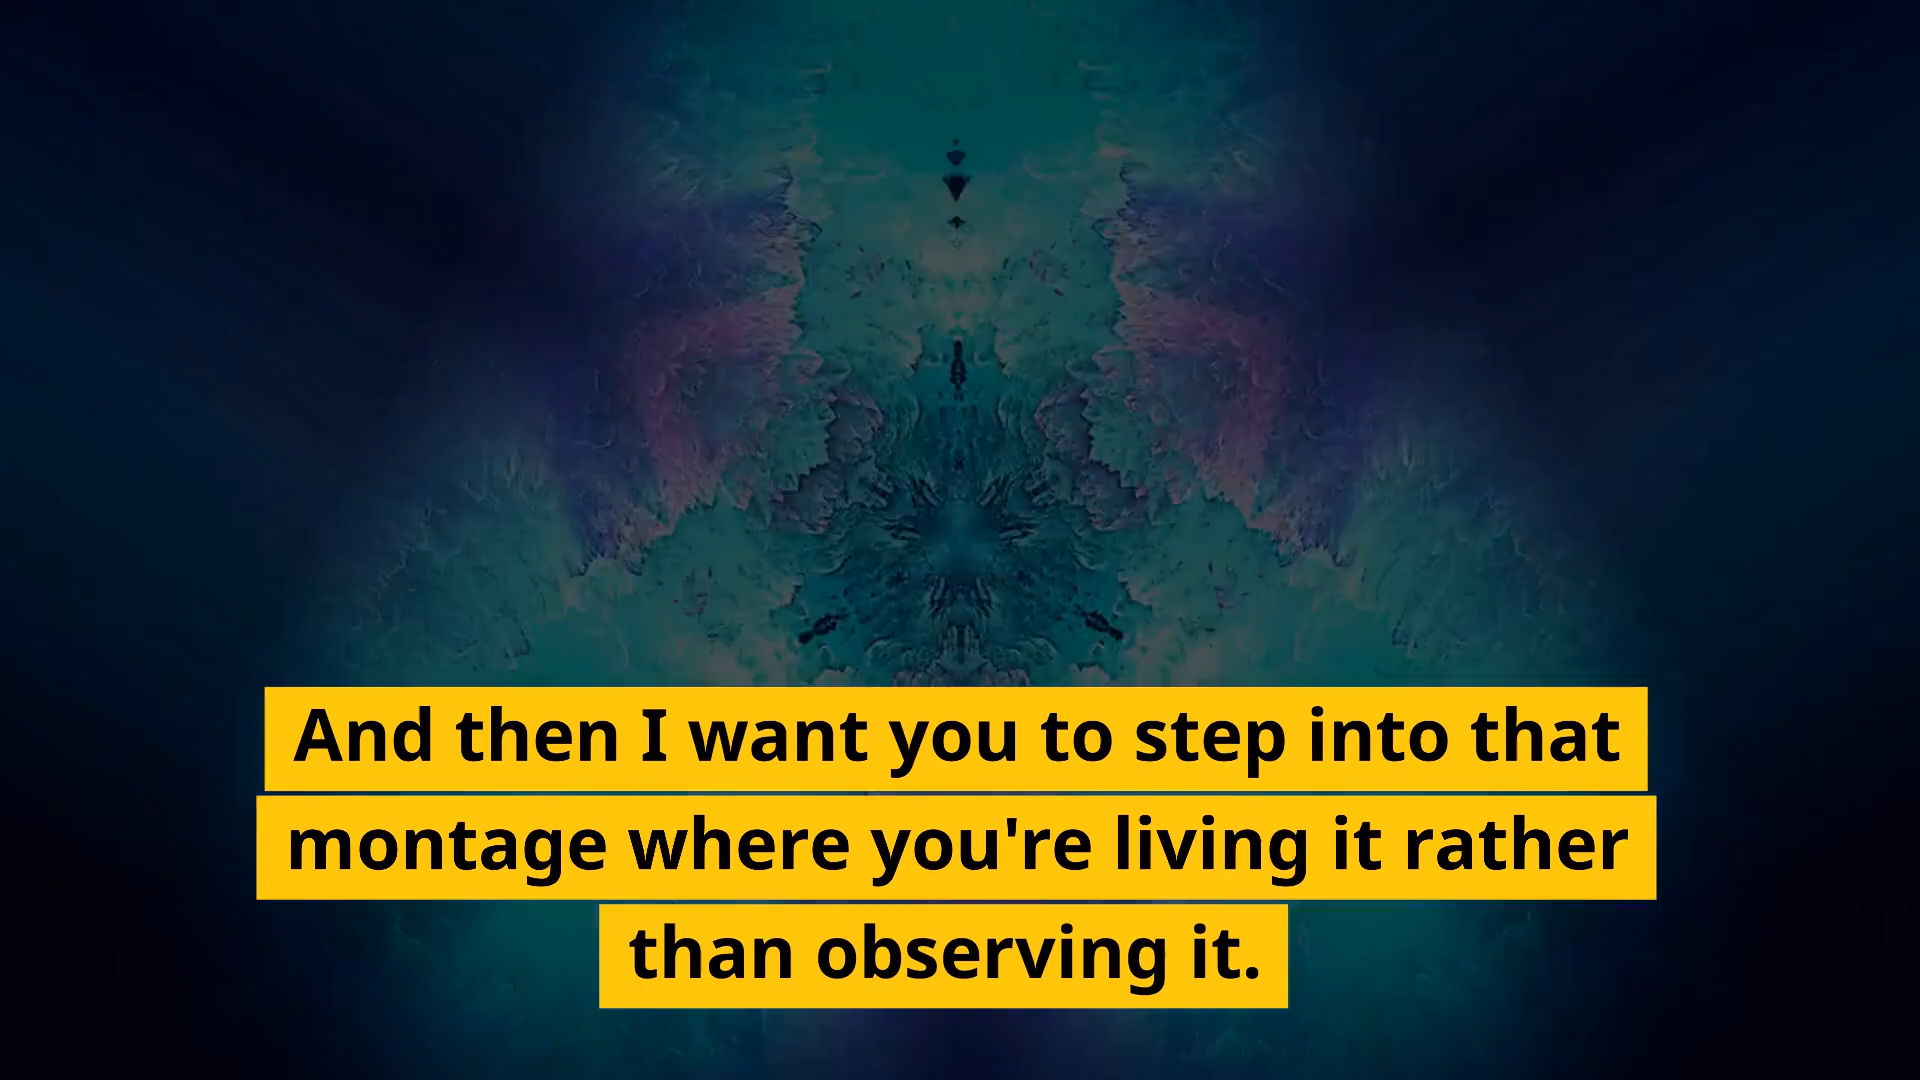 And then I want you to step into that
montage where you're living it rather
than observing it.